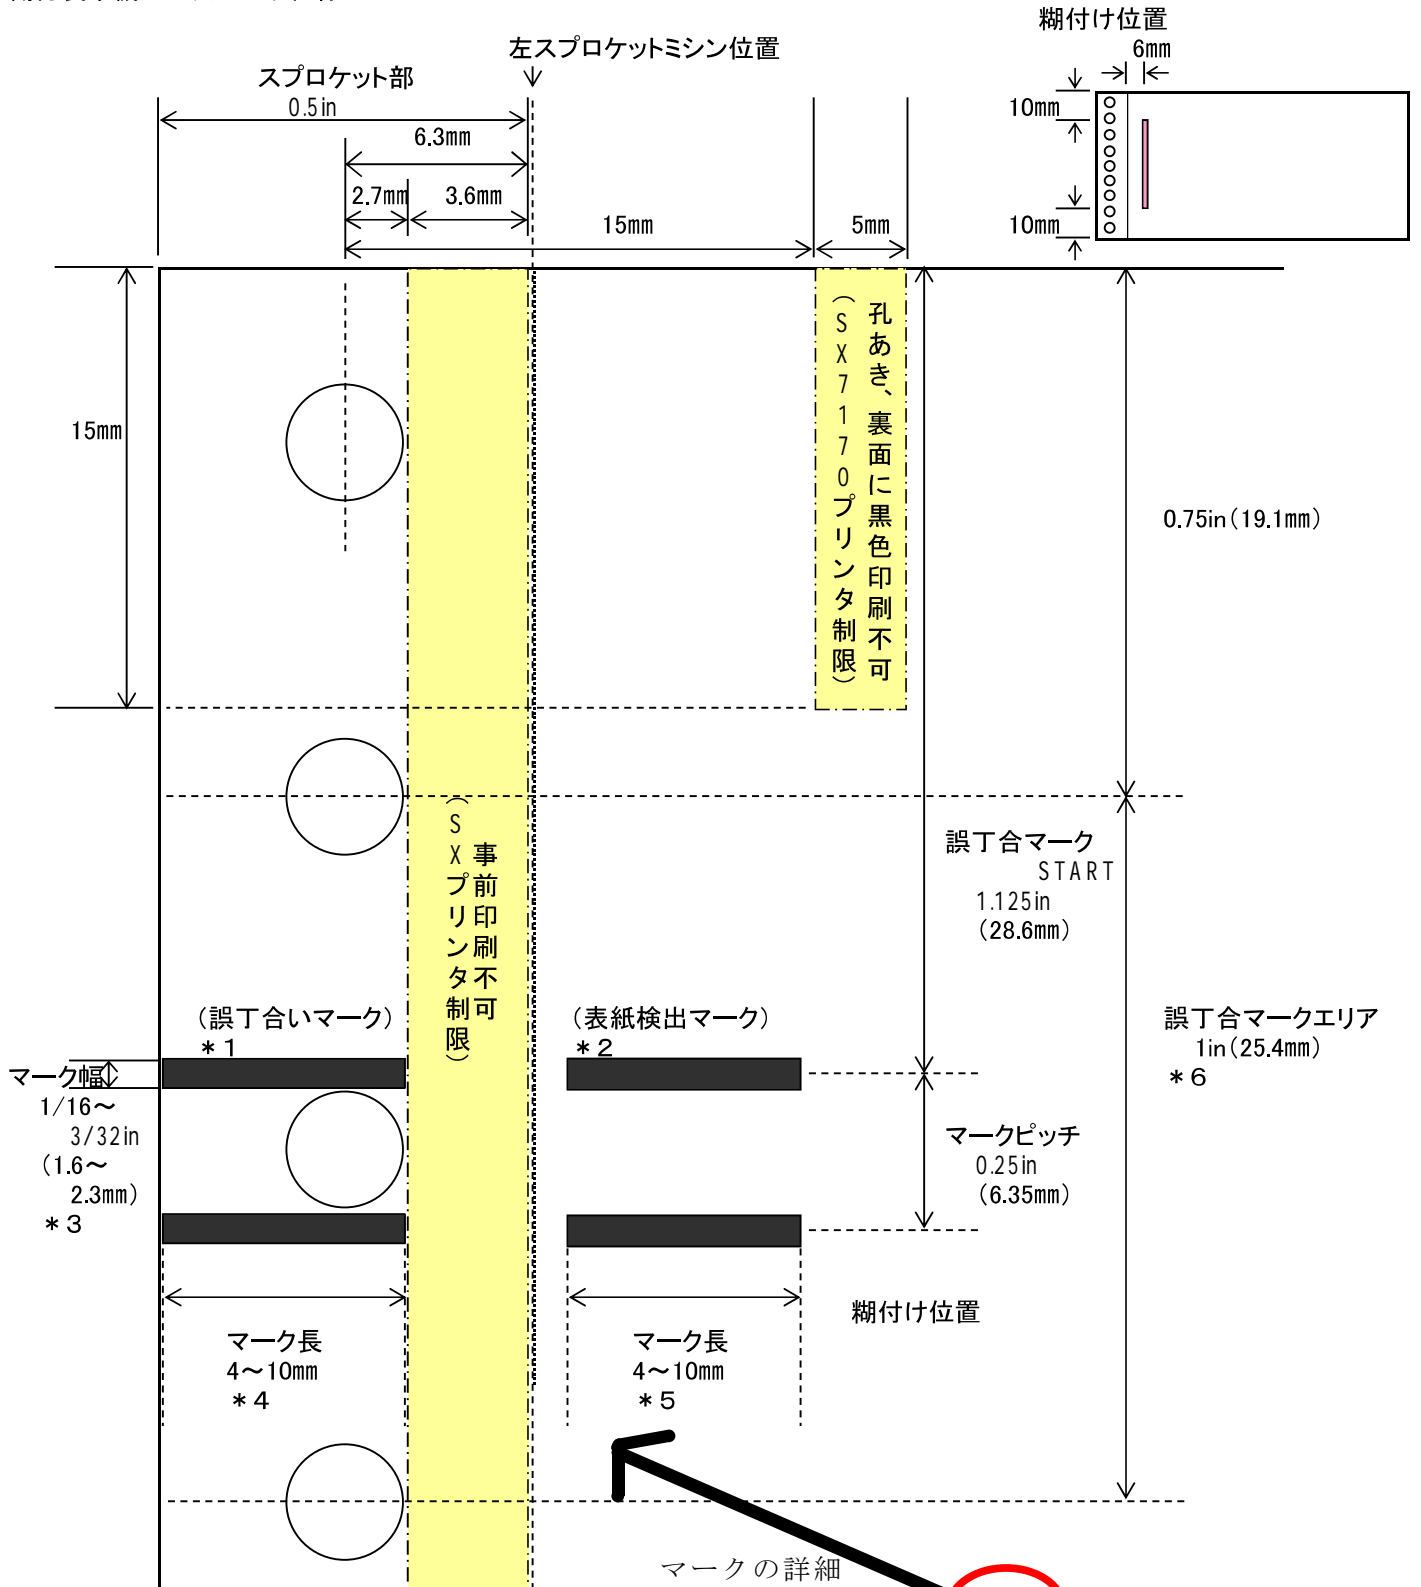 糊付け位置
6mm
左スプロケットミシン位置
スプロケット部
0.5in
10mm
6.3mm
2.7mm
3.6mm
15mm
5mm
10mm
孔あき、裏面に黒色印刷不可
（SX7170プリンタ制限）
15mm
0.75in(19.1mm)
事前印刷不可
（SXプリンタ制限）
誤丁合マーク
START
1.125in
(28.6mm)
(誤丁合いマーク)
＊1
(表紙検出マーク)
＊2
誤丁合マークエリア
1in(25.4mm)
＊6
マーク幅
1/16～
3/32in
(1.6～
2.3mm)
＊3
マークピッチ
0.25in
(6.35mm)
糊付け位置
マーク長
4～10mm
＊4
マーク長
4～10mm
＊5
マークの詳細